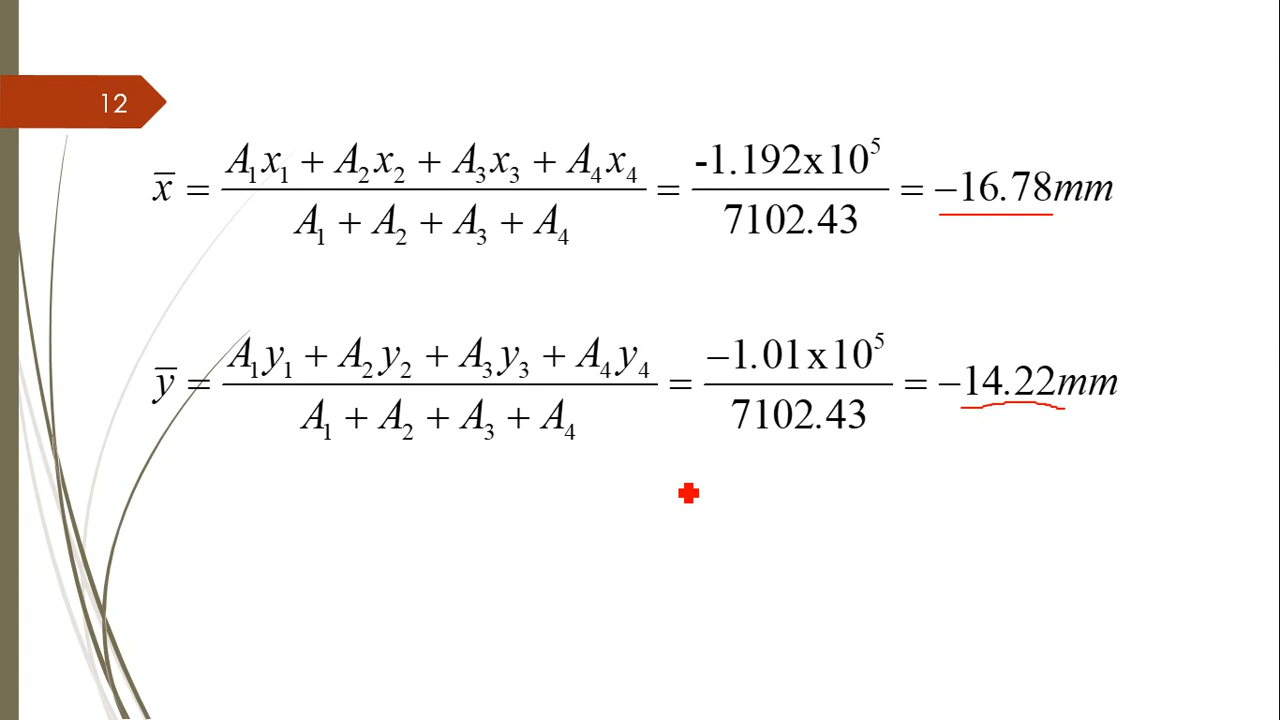 12
x̄ = (A₁x₁ + A₂x₂ + A₃x₃ + A₄x₄) / (A₁ + A₂ + A₃ + A₄) = -1.192x10⁵ / 7102.43 = −16.78mm
ȳ = (A₁y₁ + A₂y₂ + A₃y₃ + A₄y₄) / (A₁ + A₂ + A₃ + A₄) = −1.01x10⁵ / 7102.43 = −14.22mm